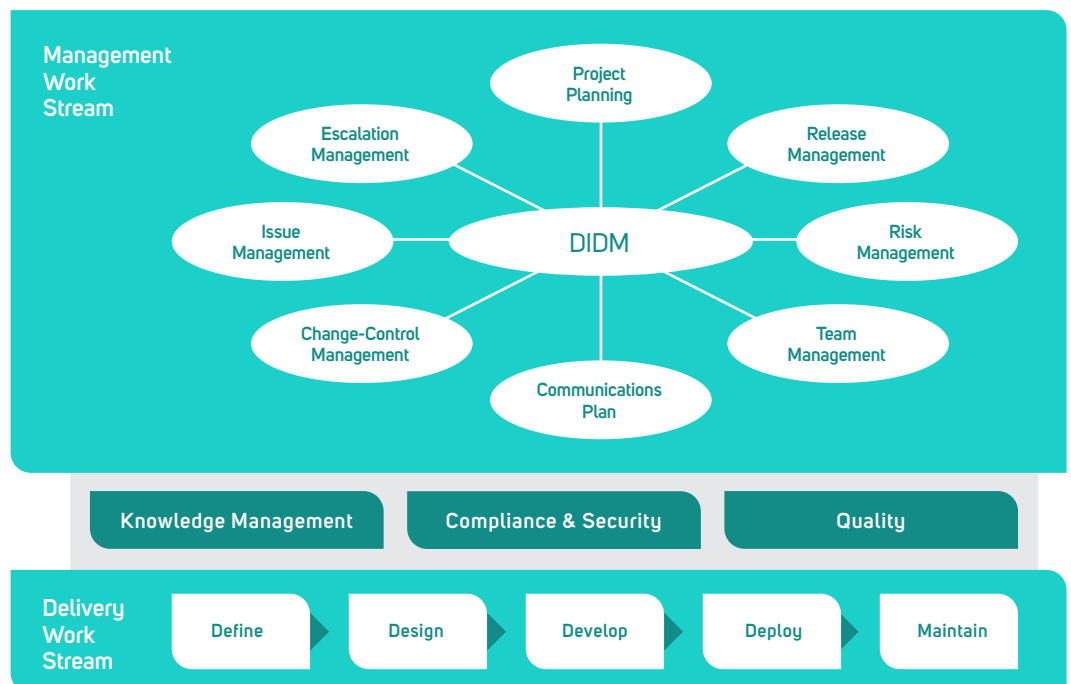 Management
Work
Stream
Project
Planning
Escalation
Management
Release
Management
Issue
Management
DIDM
Risk
Management
Change-Control
Management
Team
Management
Communications
Plan
Knowledge Management
Compliance & Security
Quality
Delivery
Work
Stream
Define
Design
Develop
Deploy
Maintain